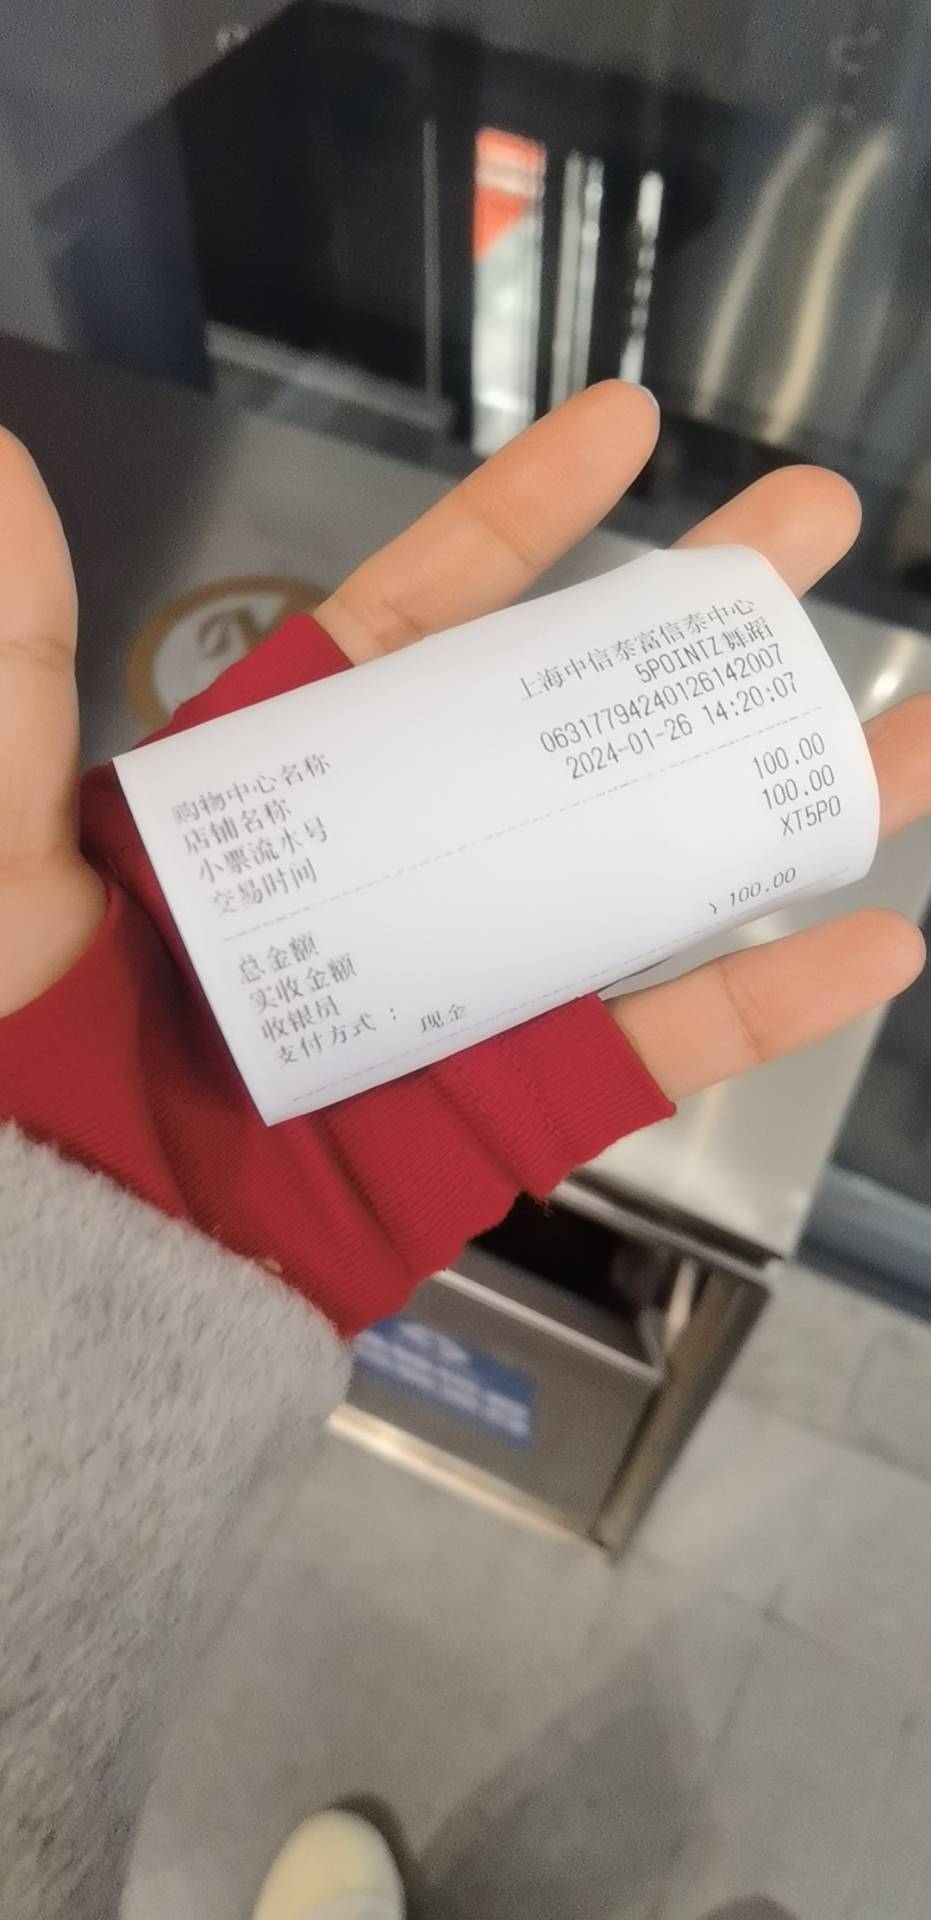 购物中心名称 上海中信泰富信泰中心
店铺名称 5POINTZ舞蹈
小票流水号 06317794240126142007
交易时间 2024-01-26 14:20:07
总金额 100.00
实收金额 100.00
收银员 XT5PO
支付方式: 现金 ¥100.00